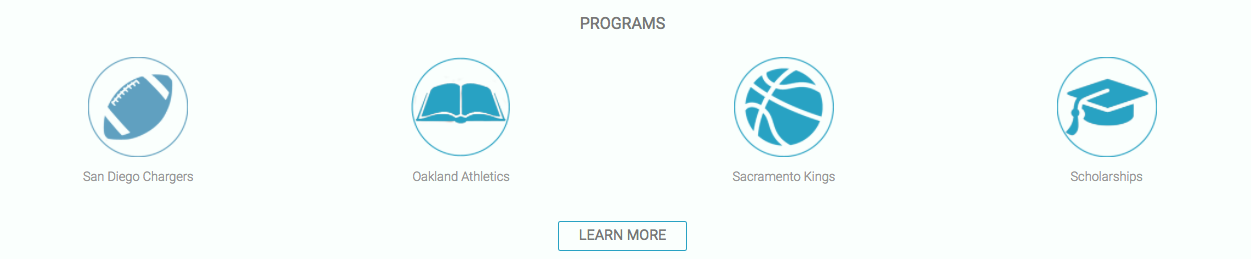 PROGRAMS
San Diego Chargers
Oakland Athletics
Sacramento Kings
Scholarships
LEARN MORE